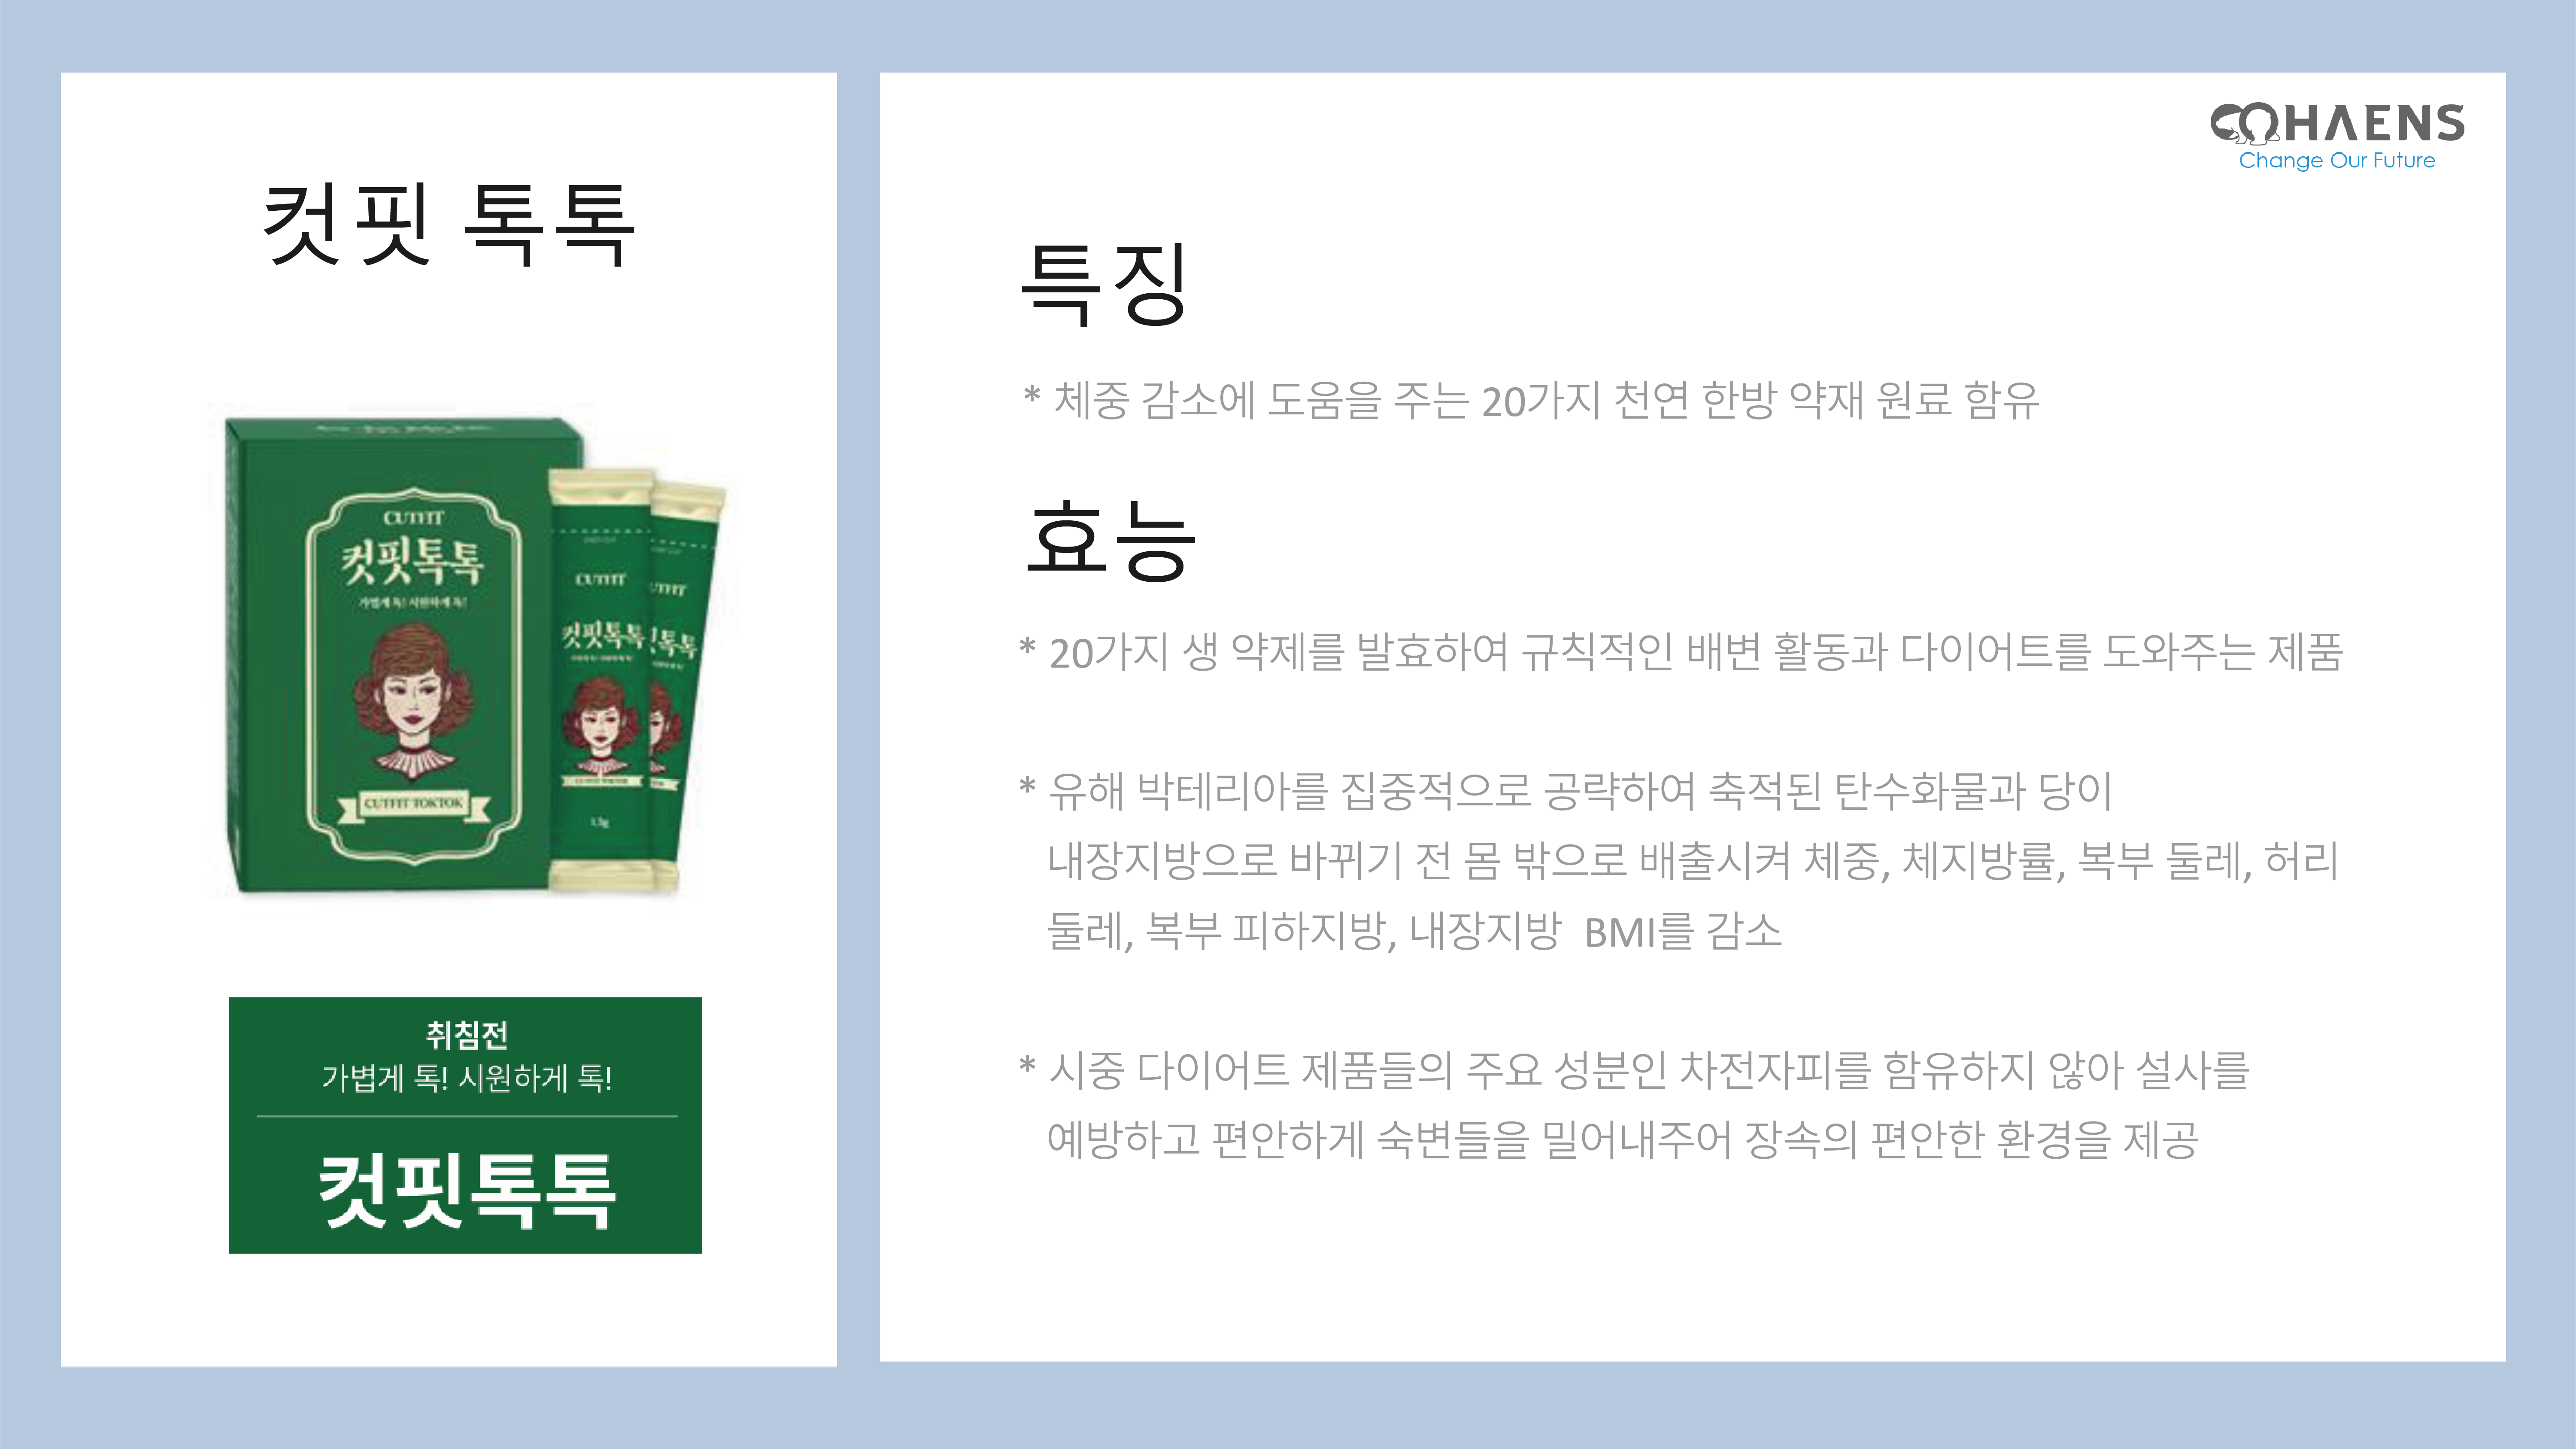 컷핏 톡톡
CUTFIT
컷핏톡톡
가볍게 톡! 시원하게 톡!
CUTFIT TOKTOK
CUTFIT
컷핏톡톡
CUTFIT TOKTOK
1.5g
취침전
가볍게 톡! 시원하게 톡!
컷핏톡톡
HAENS
Change Our Future
특징
* 체중 감소에 도움을 주는 20가지 천연 한방 약재 원료 함유
효능
* 20가지 생 약제를 발효하여 규칙적인 배변 활동과 다이어트를 도와주는 제품
* 유해 박테리아를 집중적으로 공략하여 축적된 탄수화물과 당이
내장지방으로 바뀌기 전 몸 밖으로 배출시켜 체중, 체지방률, 복부 둘레, 허리
둘레, 복부 피하지방, 내장지방 BMI를 감소
* 시중 다이어트 제품들의 주요 성분인 차전자피를 함유하지 않아 설사를
예방하고 편안하게 숙변들을 밀어내주어 장속의 편안한 환경을 제공